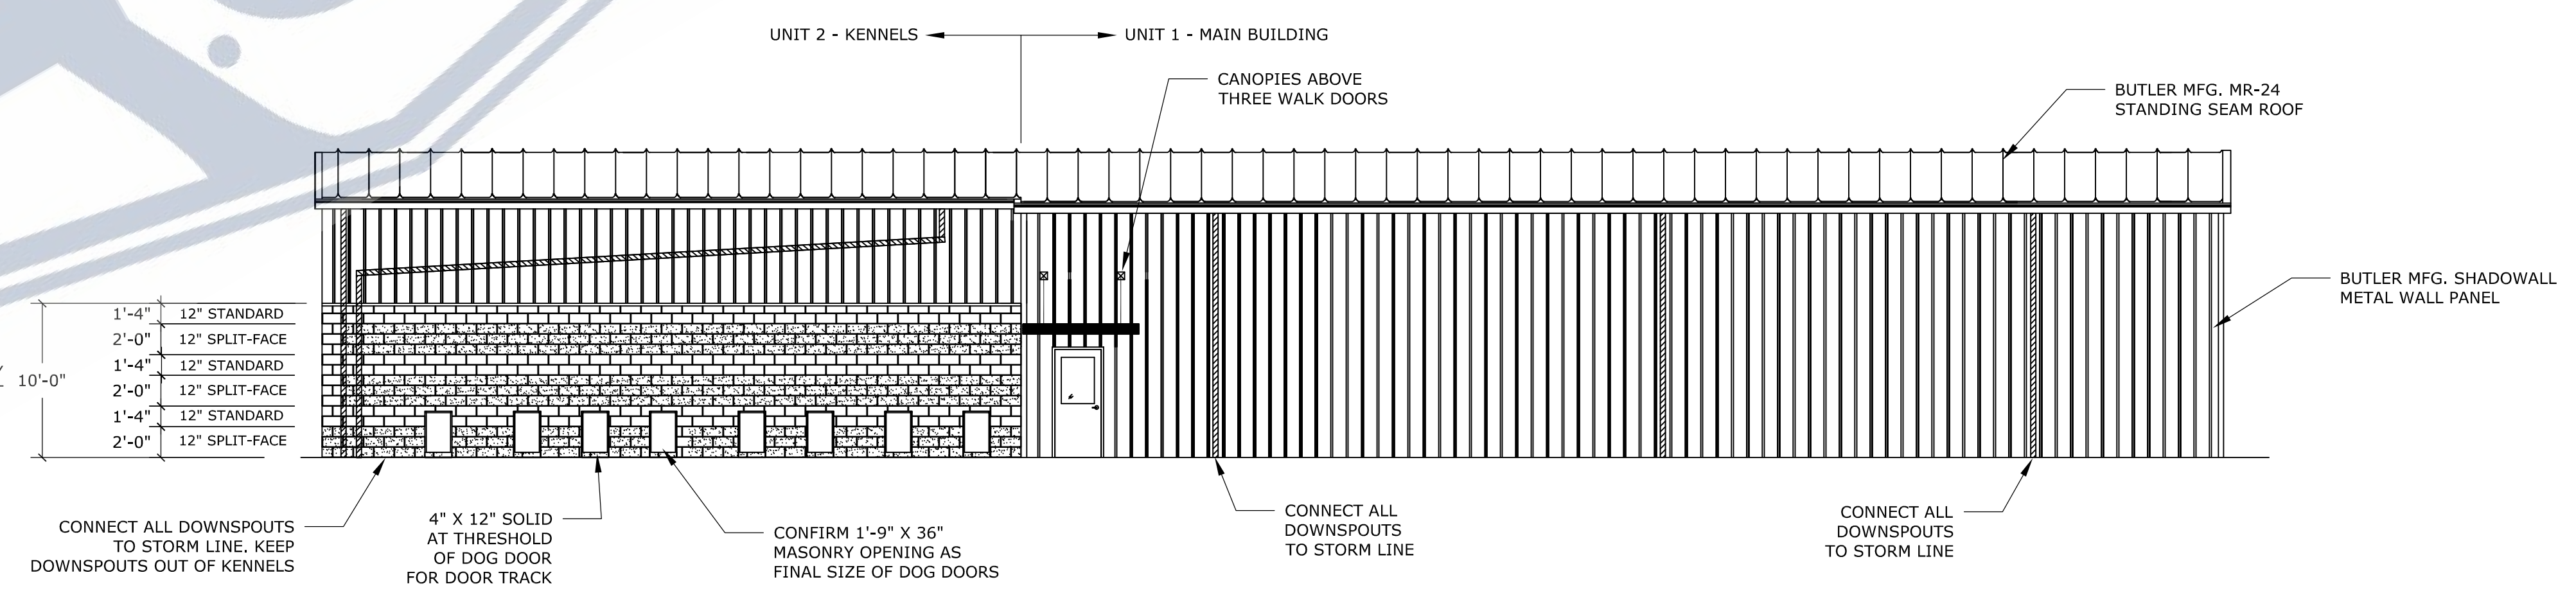 UNIT 2 - KENNELS
UNIT 1 - MAIN BUILDING
CANOPIES ABOVE
THREE WALK DOORS
BUTLER MFG. MR-24
STANDING SEAM ROOF
BUTLER MFG. SHADOWALL
METAL WALL PANEL
10'-0"
1'-4" 12" STANDARD
2'-0" 12" SPLIT-FACE
1'-4" 12" STANDARD
2'-0" 12" SPLIT-FACE
1'-4" 12" STANDARD
2'-0" 12" SPLIT-FACE
CONNECT ALL DOWNSPOUTS
TO STORM LINE. KEEP
DOWNSPOUTS OUT OF KENNELS
4" X 12" SOLID
AT THRESHOLD
OF DOG DOOR
FOR DOOR TRACK
CONFIRM 1'-9" X 36"
MASONRY OPENING AS
FINAL SIZE OF DOG DOORS
CONNECT ALL
DOWNSPOUTS
TO STORM LINE
CONNECT ALL
DOWNSPOUTS
TO STORM LINE